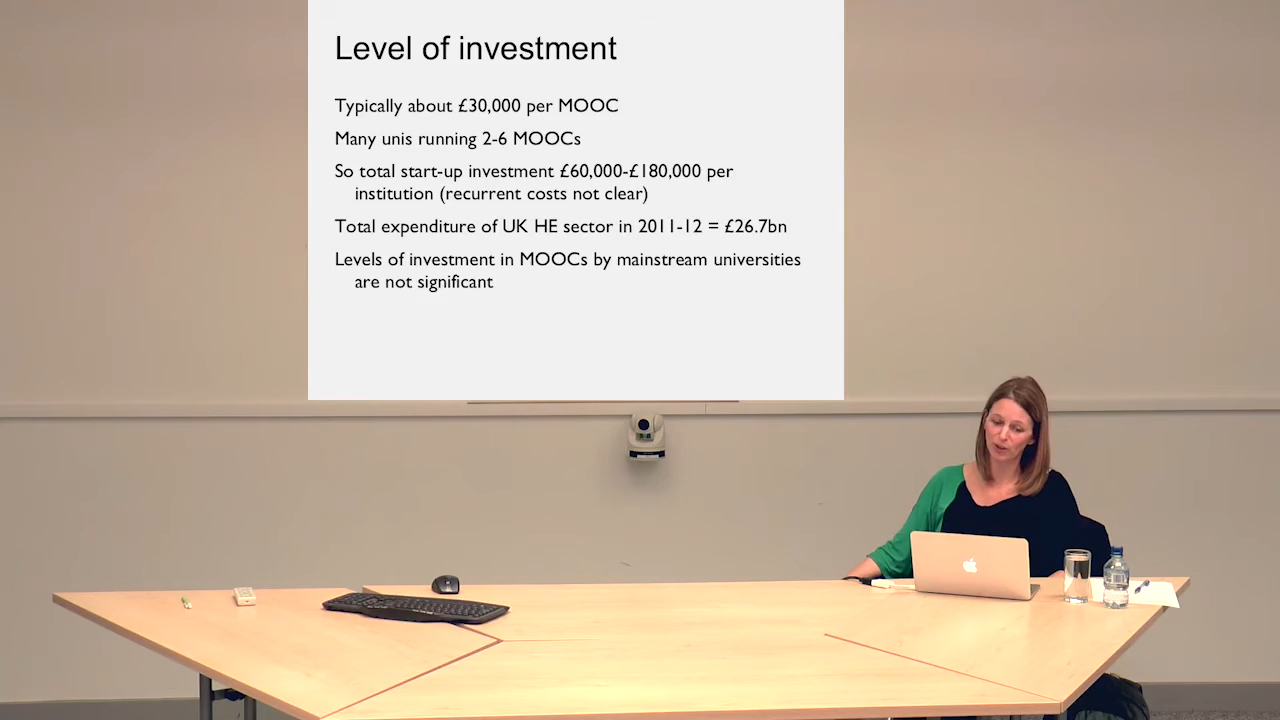 Level of investment
Typically about £30,000 per MOOC
Many unis running 2-6 MOOCs
So total start-up investment £60,000-£180,000 per
institution (recurrent costs not clear)
Total expenditure of UK HE sector in 2011-12 = £26.7bn
Levels of investment in MOOCs by mainstream universities
are not significant